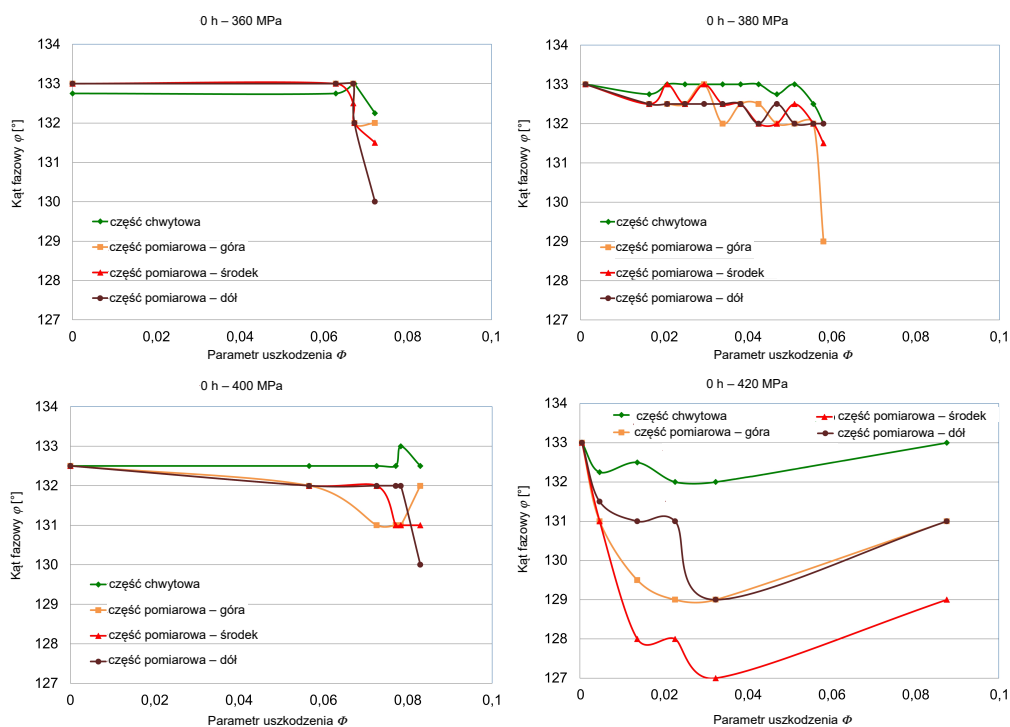 0 h – 360 MPa
Kąt fazowy φ [°]
134
133
132
131
130
129
128
127
część chwytowa
część pomiarowa – góra
część pomiarowa – środek
część pomiarowa – dół
0 0,02 0,04 0,06 0,08 0,1
Parametr uszkodzenia Φ
0 h – 380 MPa
Kąt fazowy φ [°]
134
133
132
131
130
129
128
127
część chwytowa
część pomiarowa – góra
część pomiarowa – środek
część pomiarowa – dół
0 0,02 0,04 0,06 0,08 0,1
Parametr uszkodzenia Φ
0 h – 400 MPa
Kąt fazowy φ [°]
134
133
132
131
130
129
128
127
część chwytowa
część pomiarowa – góra
część pomiarowa – środek
część pomiarowa – dół
0 0,02 0,04 0,06 0,08 0,1
Parametr uszkodzenia Φ
0 h – 420 MPa
Kąt fazowy φ [°]
134
133
132
131
130
129
128
127
część chwytowa część pomiarowa – środek
część pomiarowa – góra część pomiarowa – dół
0 0,02 0,04 0,06 0,08 0,1
Parametr uszkodzenia Φ